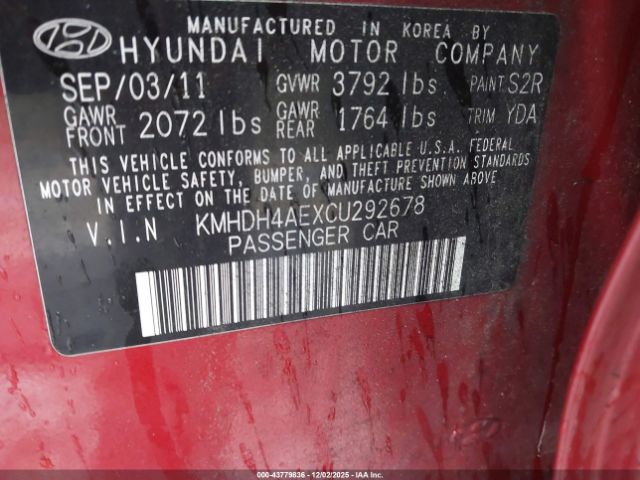 MANUFACTURED IN KOREA BY
HYUNDAI MOTOR COMPANY
SEP/03/11 GVWR 3792 lbs PAINT S2R
GAWR FRONT 2072 lbs GAWR REAR 1764 lbs TRIM YDA
THIS VEHICLE CONFORMS TO ALL APPLICABLE U.S.A. FEDERAL
MOTOR VEHICLE SAFETY, BUMPER, AND THEFT PREVENTION STANDARDS
IN EFFECT ON THE DATE OF MANUFACTURE SHOWN ABOVE.
V.I.N KMHDH4AEXCU292678
PASSENGER CAR
© - 43779836 - 12/02/2025 - IAA Inc.